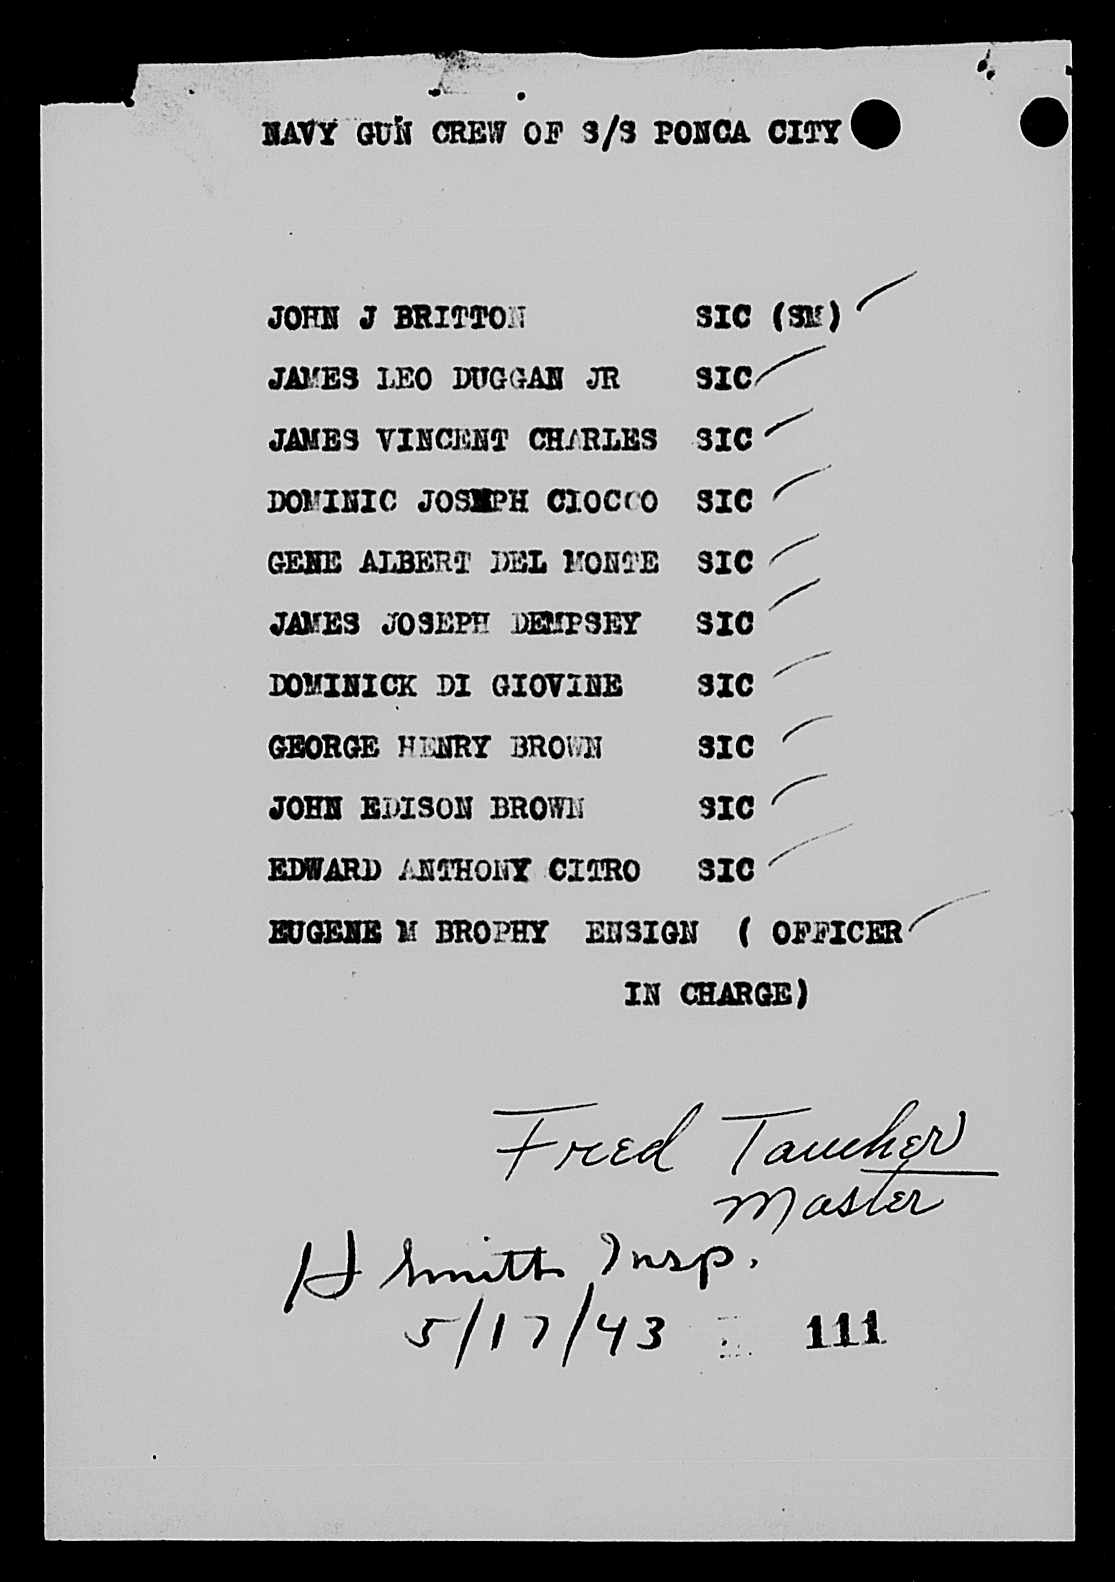 NAVY GUN CREW OF S/S PONCA CITY
JOHN J BRITTON SIC (SM)
JAMES LEO DUGGAN JR SIC
JAMES VINCENT CHARLES SIC
DOMINIC JOSEPH CIOCCO SIC
GENE ALBERT DEL MONTE SIC
JAMES JOSEPH DEMPSEY SIC
DOMINICK DI GIOVINE SIC
GEORGE HENRY BROWN SIC
JOHN EDISON BROWN SIC
EDWARD ANTHONY CITRO SIC
EUGENE M BROPHY ENSIGN ( OFFICER
IN CHARGE)
Fred Taucher
Master
H Smith Insp.
5/17/43 111